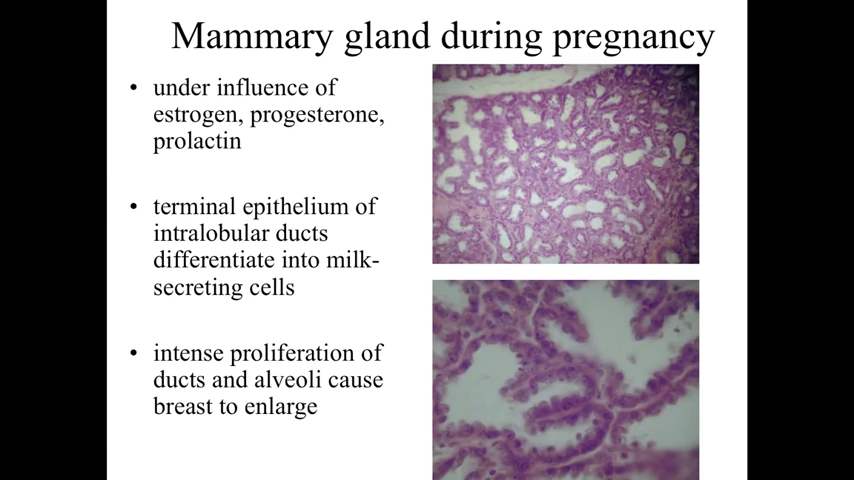 Mammary gland during pregnancy
• under influence of
estrogen, progesterone,
prolactin
• terminal epithelium of
intralobular ducts
differentiate into milk-
secreting cells
• intense proliferation of
ducts and alveoli cause
breast to enlarge